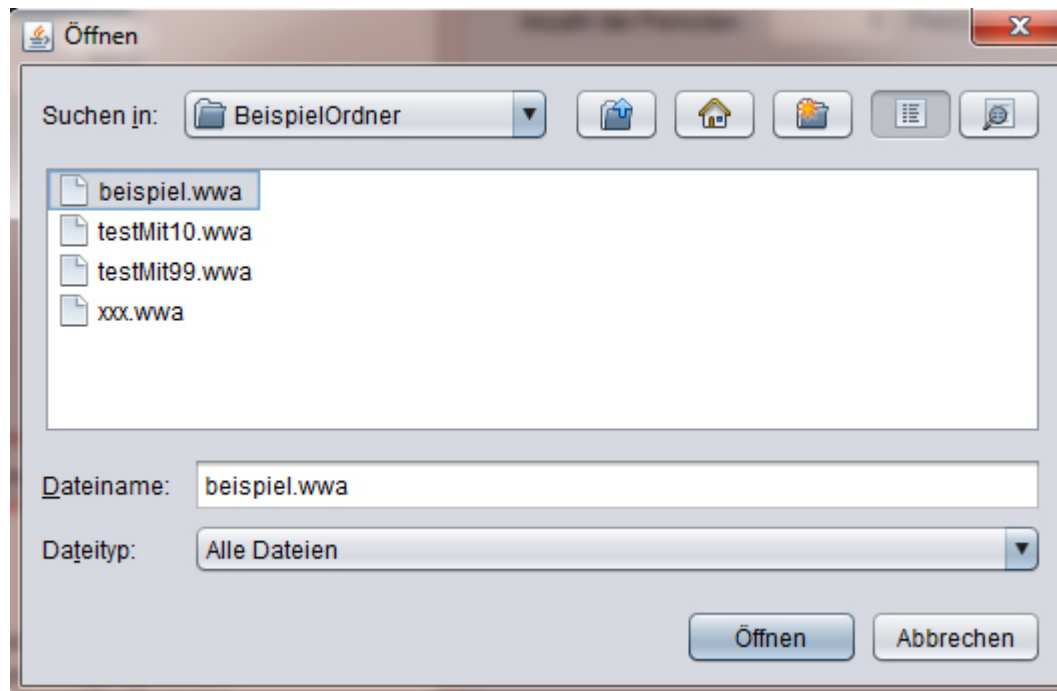 Öffnen
Suchen in: BeispielOrdner
beispiel.wwa
testMit10.wwa
testMit99.wwa
xxx.wwa
Dateiname: beispiel.wwa
Dateityp: Alle Dateien
Öffnen Abbrechen